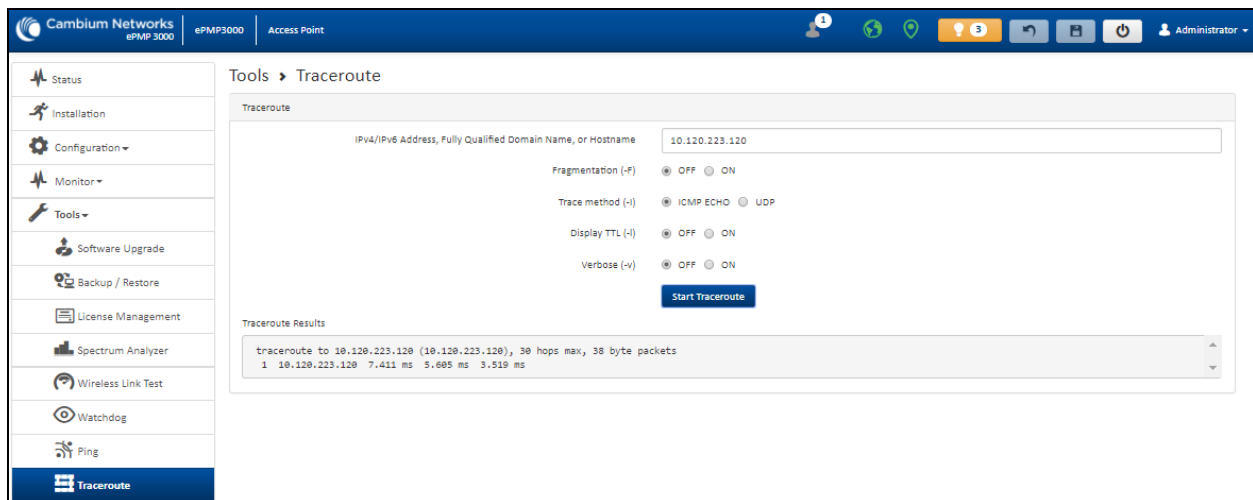 Cambium Networks
ePMP 3000
ePMP3000
Access Point
1
3
Administrator
Status
Installation
Configuration
Monitor
Tools
Software Upgrade
Backup / Restore
License Management
Spectrum Analyzer
Wireless Link Test
Watchdog
Ping
Traceroute
Tools > Traceroute
Traceroute
IPv4/IPv6 Address, Fully Qualified Domain Name, or Hostname 10.120.223.120
Fragmentation (-F) OFF ON
Trace method (-I) ICMP ECHO UDP
Display TTL (-l) OFF ON
Verbose (-v) OFF ON
Start Traceroute
Traceroute Results
traceroute to 10.120.223.120 (10.120.223.120), 30 hops max, 38 byte packets
1 10.120.223.120 7.411 ms 5.605 ms 3.519 ms